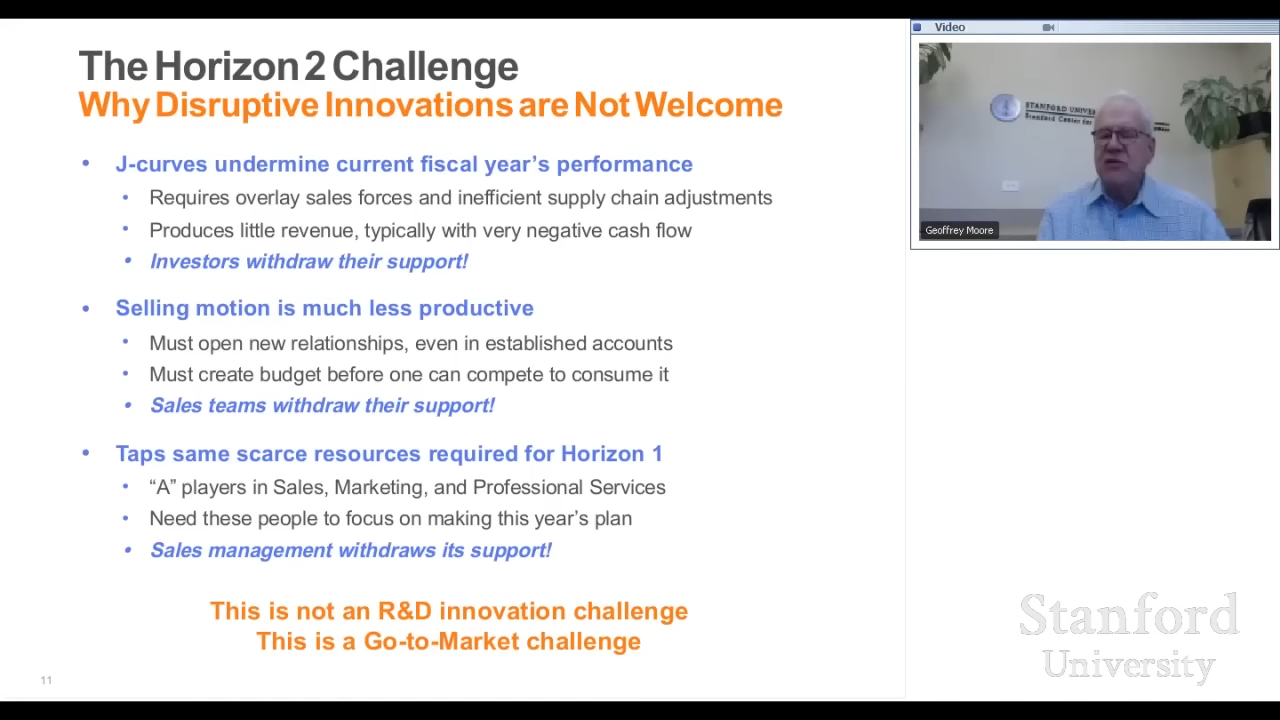 The Horizon 2 Challenge
Why Disruptive Innovations are Not Welcome
• J-curves undermine current fiscal year’s performance
• Requires overlay sales forces and inefficient supply chain adjustments
• Produces little revenue, typically with very negative cash flow
• Investors withdraw their support!
• Selling motion is much less productive
• Must open new relationships, even in established accounts
• Must create budget before one can compete to consume it
• Sales teams withdraw their support!
• Taps same scarce resources required for Horizon 1
• “A” players in Sales, Marketing, and Professional Services
• Need these people to focus on making this year’s plan
• Sales management withdraws its support!
This is not an R&D innovation challenge
This is a Go-to-Market challenge
11
Video
STANFORD
Stanford Center for
Geoffrey Moore
Stanford
University